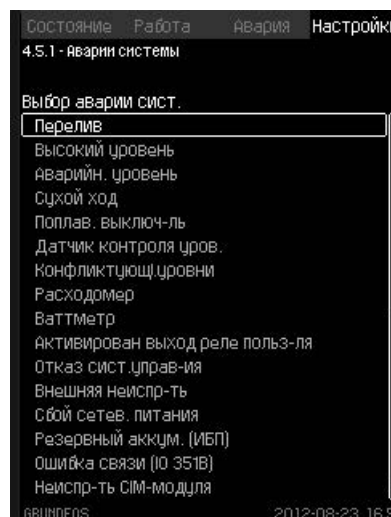 Состояние Работа Авария Настройки
4.5.1 - Аварии системы
Выбор аварии сист.
Перелив
Высокий уровень
Аварийн. уровень
Сухой ход
Поплав. выключ-ль
Датчик контроля уров.
Конфликтующ.уровни
Расходомер
Ваттметр
Активирован выход реле польз-ля
Отказ сист.управ-ия
Внешняя неиспр-ть
Сбой сетев. питания
Резервный аккум. (ИБП)
Ошибка связи (IO 351B)
Неиспр-ть CIM-модуля
GRUNDFOS 2012-08-23 16:5